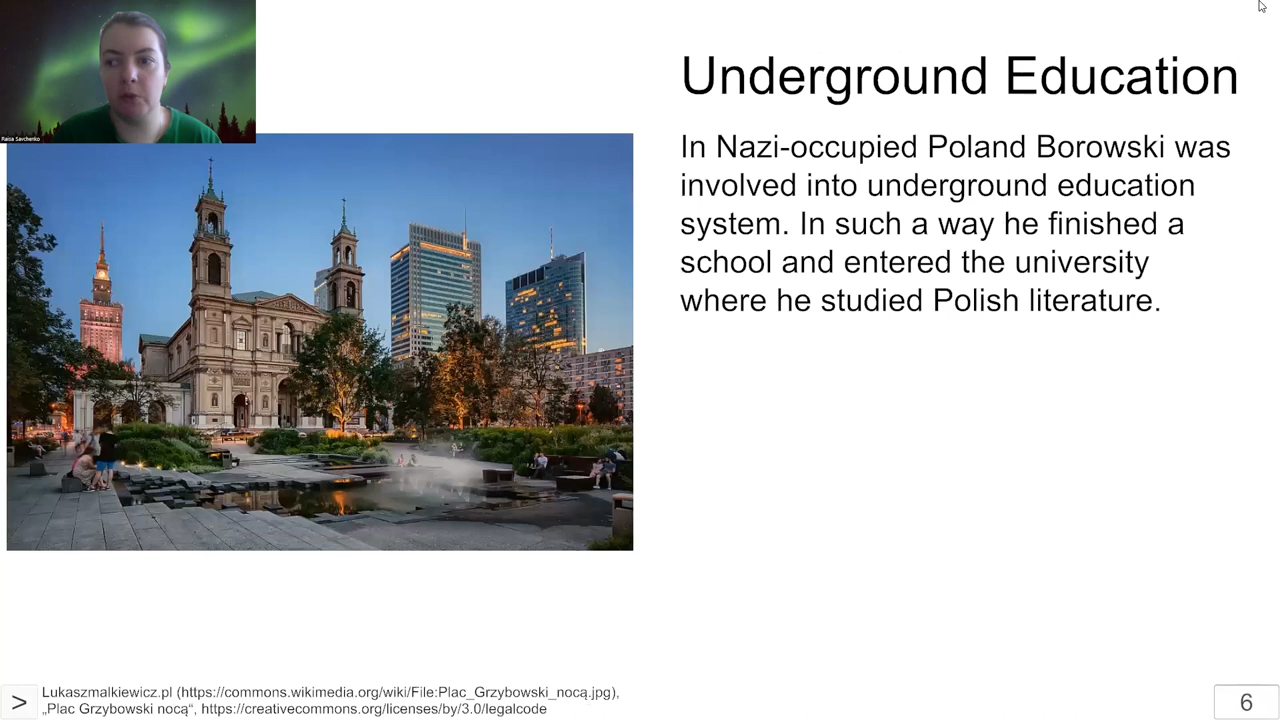 Raisa Savchenko
Underground Education
In Nazi-occupied Poland Borowski was
involved into underground education
system. In such a way he finished a
school and entered the university
where he studied Polish literature.
> Lukaszmalkiewicz.pl (https://commons.wikimedia.org/wiki/File:Plac_Grzybowski_nocą.jpg),
„Plac Grzybowski nocą“, https://creativecommons.org/licenses/by/3.0/legalcode
6